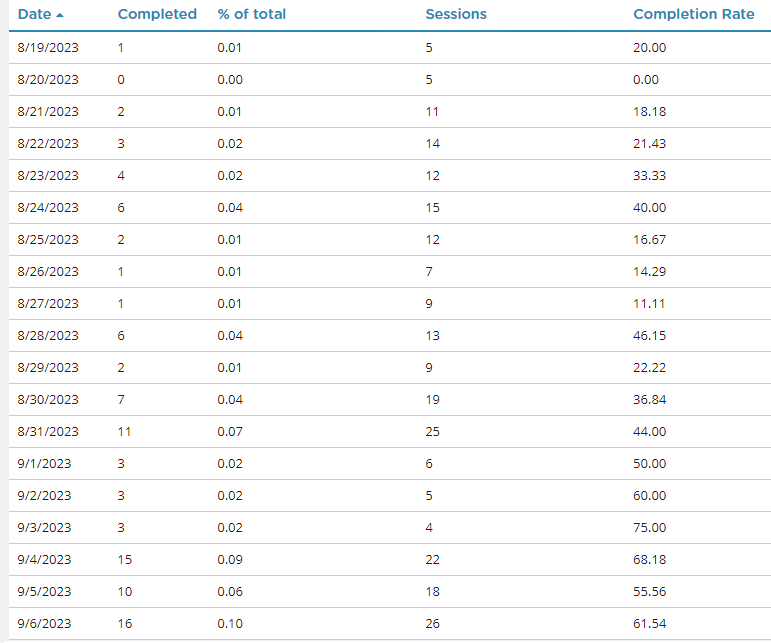 Date Completed % of total Sessions Completion Rate
8/19/2023 1 0.01 5 20.00
8/20/2023 0 0.00 5 0.00
8/21/2023 2 0.01 11 18.18
8/22/2023 3 0.02 14 21.43
8/23/2023 4 0.02 12 33.33
8/24/2023 6 0.04 15 40.00
8/25/2023 2 0.01 12 16.67
8/26/2023 1 0.01 7 14.29
8/27/2023 1 0.01 9 11.11
8/28/2023 6 0.04 13 46.15
8/29/2023 2 0.01 9 22.22
8/30/2023 7 0.04 19 36.84
8/31/2023 11 0.07 25 44.00
9/1/2023 3 0.02 6 50.00
9/2/2023 3 0.02 5 60.00
9/3/2023 3 0.02 4 75.00
9/4/2023 15 0.09 22 68.18
9/5/2023 10 0.06 18 55.56
9/6/2023 16 0.10 26 61.54